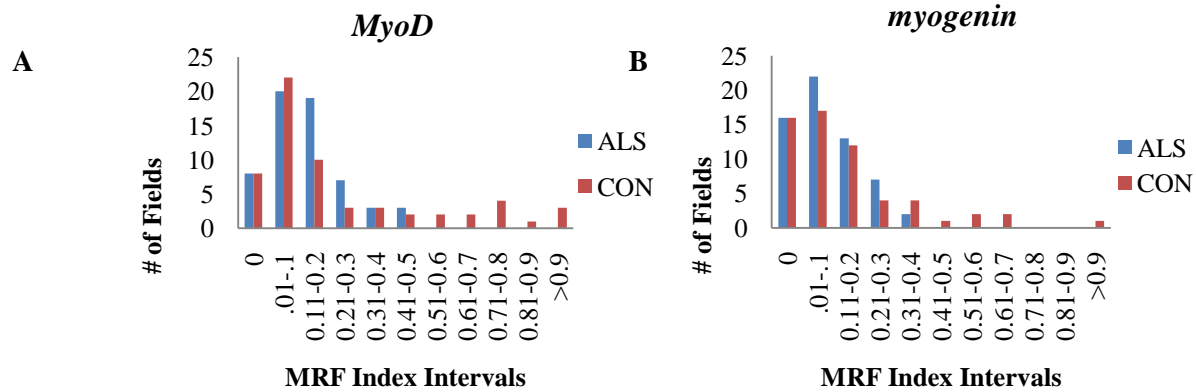 A
MyoD
25
20
15
10
5
0
# of Fields
ALS
CON
0
.01-.1
0.11-0.2
0.21-0.3
0.31-0.4
0.41-0.5
0.51-0.6
0.61-0.7
0.71-0.8
0.81-0.9
>0.9
MRF Index Intervals
B
myogenin
25
20
15
10
5
0
# of Fields
ALS
CON
0
.01-.1
0.11-0.2
0.21-0.3
0.31-0.4
0.41-0.5
0.51-0.6
0.61-0.7
0.71-0.8
0.81-0.9
>0.9
MRF Index Intervals